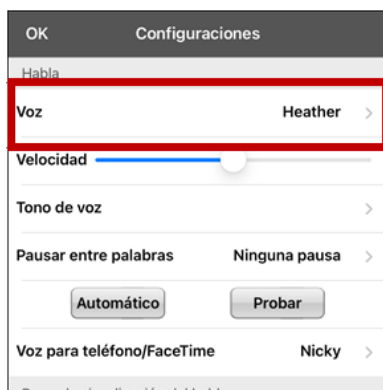 OK Configuraciones
Habla
Voz Heather
Velocidad
Tono de voz
Pausar entre palabras Ninguna pausa
Automático Probar
Voz para teléfono/FaceTime Nicky